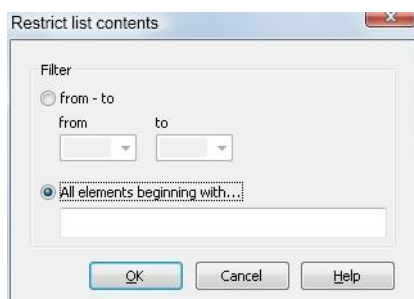 Restrict list contents
Filter
from - to
from to
All elements beginning with...
OK Cancel Help